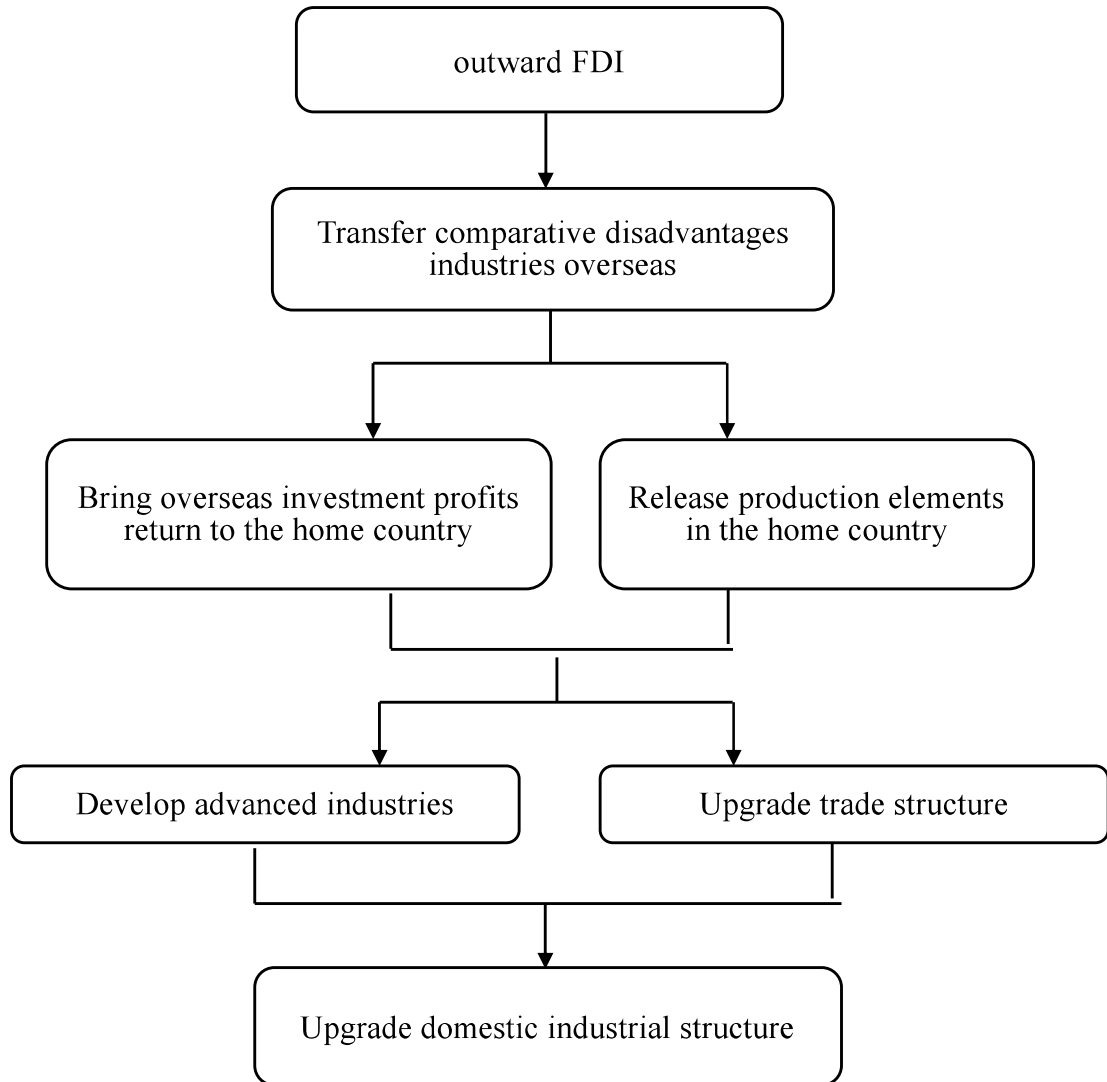 outward FDI
Transfer comparative disadvantages
industries overseas
Bring overseas investment profits
return to the home country
Release production elements
in the home country
Develop advanced industries
Upgrade trade structure
Upgrade domestic industrial structure